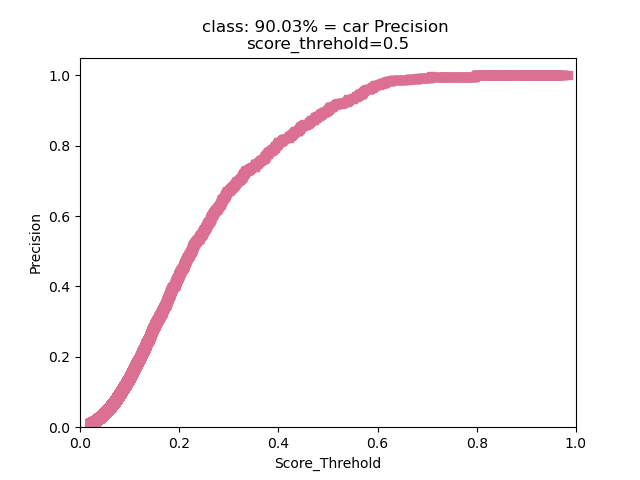 class: 90.03% = car Precision
score_threhold=0.5
1.0
0.8
0.6
0.4
0.2
0.0
Precision
0.0 0.2 0.4 0.6 0.8 1.0
Score_Threhold